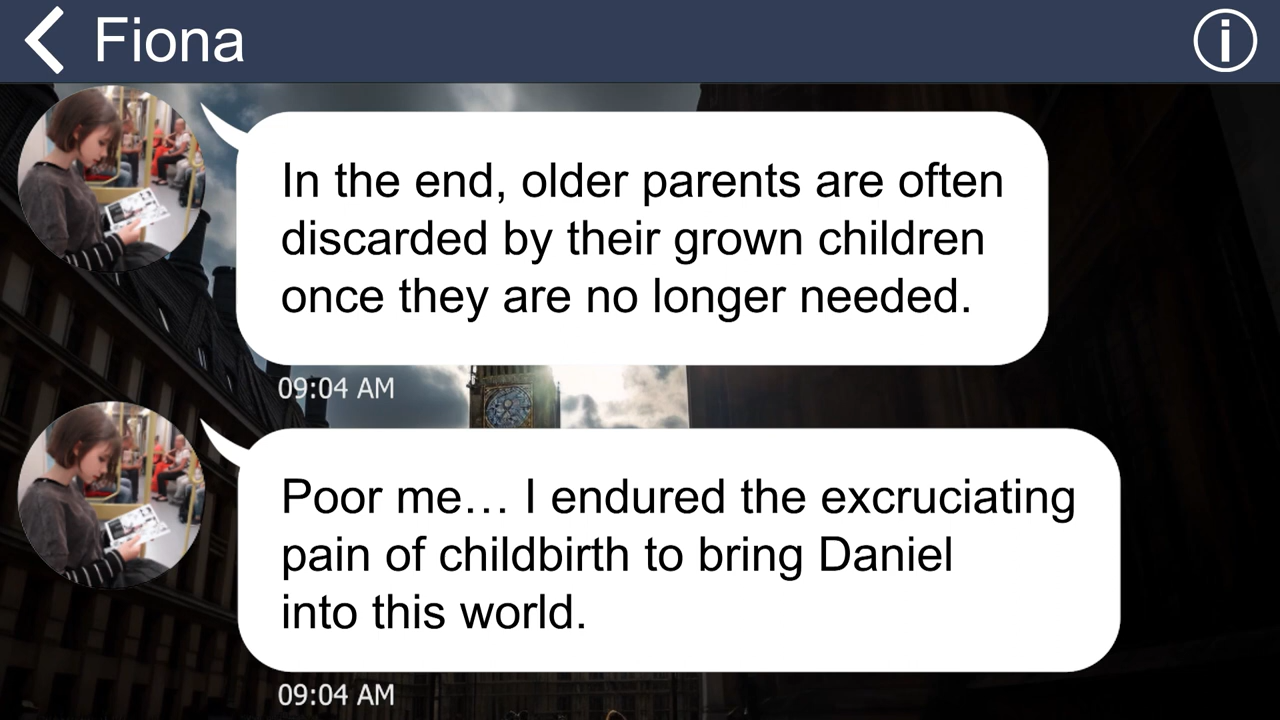 Fiona
In the end, older parents are often
discarded by their grown children
once they are no longer needed.
09:04 AM
Poor me… I endured the excruciating
pain of childbirth to bring Daniel
into this world.
09:04 AM